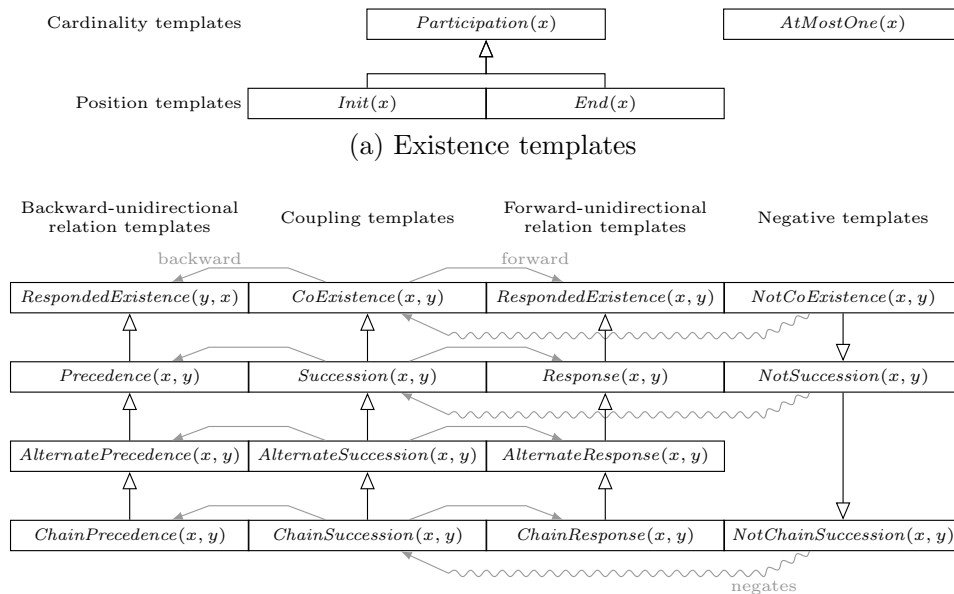 Cardinality templates Participation(x) AtMostOne(x)
Position templates Init(x) End(x)
(a) Existence templates
Backward-unidirectional
relation templates
Coupling templates
Forward-unidirectional
relation templates
Negative templates
backward forward
RespondedExistence(y, x) CoExistence(x, y) RespondedExistence(x, y) NotCoExistence(x, y)
Precedence(x, y) Succession(x, y) Response(x, y) NotSuccession(x, y)
AlternatePrecedence(x, y) AlternateSuccession(x, y) AlternateResponse(x, y)
ChainPrecedence(x, y) ChainSuccession(x, y) ChainResponse(x, y) NotChainSuccession(x, y)
negates